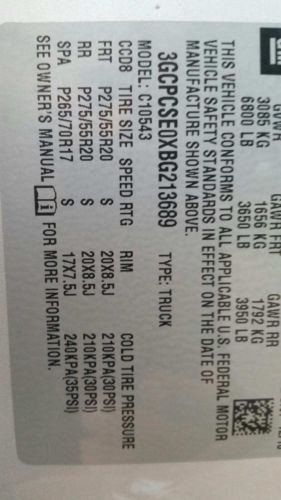 GM
GVWR GAWR FRT GAWR RR
3085 KG 1656 KG 1792 KG
6800 LB 3650 LB 3950 LB
THIS VEHICLE CONFORMS TO ALL APPLICABLE U.S. FEDERAL MOTOR
VEHICLE SAFETY STANDARDS IN EFFECT ON THE DATE OF
MANUFACTURE SHOWN ABOVE.
3GCPCSE0XBG213689 TYPE: TRUCK
MODEL: C10543
CCD8 TIRE SIZE SPEED RTG RIM COLD TIRE PRESSURE
FRT P275/55R20 S 20X8.5J 210KPA(30PSI)
RR P275/55R20 S 20X8.5J 210KPA(30PSI)
SPA P265/70R17 S 17X7.5J 240KPA(35PSI)
SEE OWNER'S MANUAL FOR MORE INFORMATION.